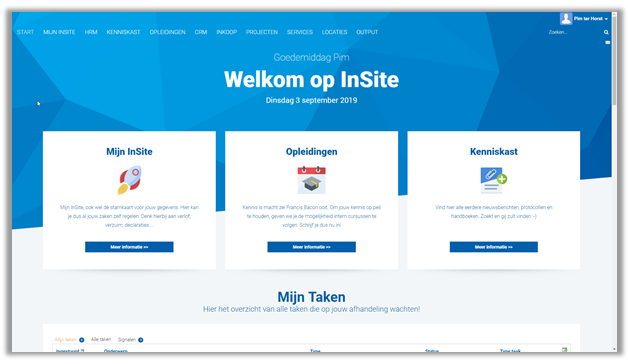 Pim ter Horst
START MIJN INSITE HRM KENNISKAST OPLEIDINGEN CRM INKOOP PROJECTEN SERVICES LOCATIES OUTPUT Zoeken...
Goedemiddag Pim
Welkom op InSite
Dinsdag 3 september 2019
Mijn InSite
Mijn InSite, ook wel de stamkaart voor jouw gegevens. Hier kan
je dus al jouw zaken zelf regelen. Denk hierbij aan verlof,
verzuim, declaraties....
Meer informatie >>
Opleidingen
Kennis is macht zei Francis Bacon ooit. Om jouw kennis op peil
te houden, geven we je de mogelijkheid intern cursussen te
volgen. Schrijf je dus nu in!
Meer informatie >>
Kenniskast
Vind hier alle eerdere nieuwsberichten, protocollen en
handboeken. Zoekt en gij zult vinden :-)
Meer informatie >>
Mijn Taken
Hier het overzicht van alle taken die op jouw afhandeling wachten!
Mijn taken Alle taken Signalen
Ingestuurd Onderwerp Type Status Type taak